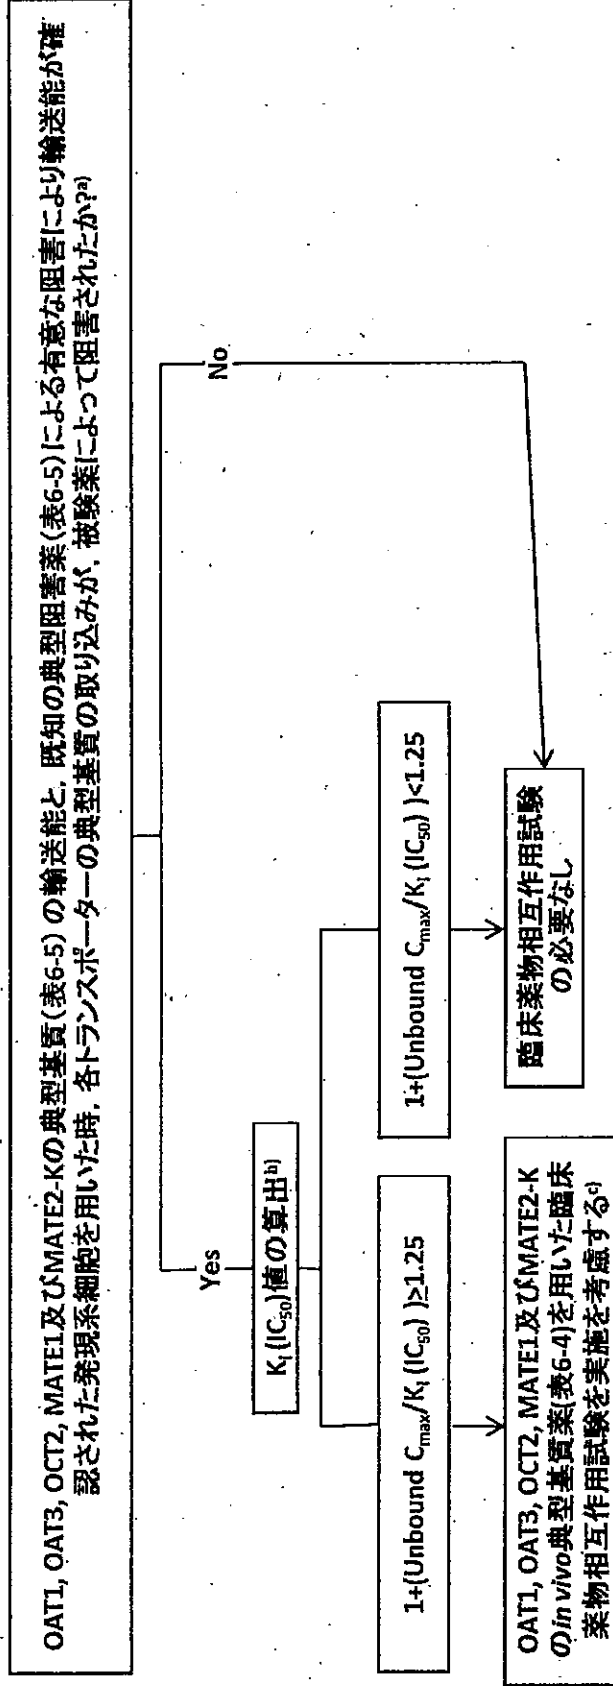 OAT1, OAT3, OCT2, MATE1及びMATE2-Kの典型基質(表6-5) の輸送能と, 既知の典型阻害薬(表6-5)による有意な阻害により輸送能が確
認された発現系細胞を用いた時, 各トランスポーターの典型基質の取り込みが, 被験薬によって阻害されたか?a)
Yes
No
Ki (IC50)値の算出b)
1+(Unbound Cmax/Ki (IC50) )≥1.25
1+(Unbound Cmax/Ki (IC50) )<1.25
OAT1, OAT3, OCT2, MATE1及びMATE2-K
のin vivo典型基質薬(表6-4)を用いた臨床
薬物相互作用試験を実施を考慮するc)
臨床薬物相互作用試験
の必要なし